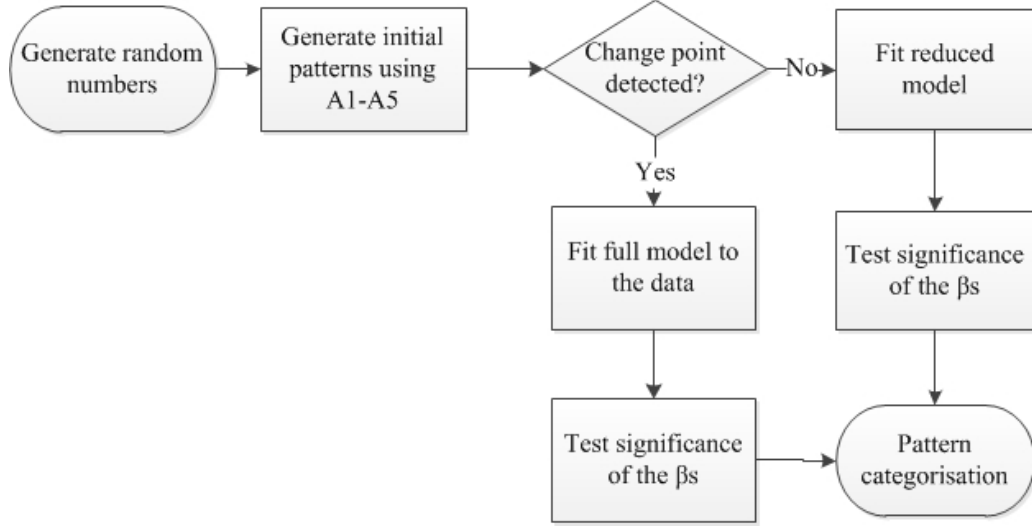 Generate random
numbers
Generate initial
patterns using
A1-A5
Change point
detected?
No
Fit reduced
model
Yes
Fit full model to
the data
Test significance
of the βs
Test significance
of the βs
Pattern
categorisation